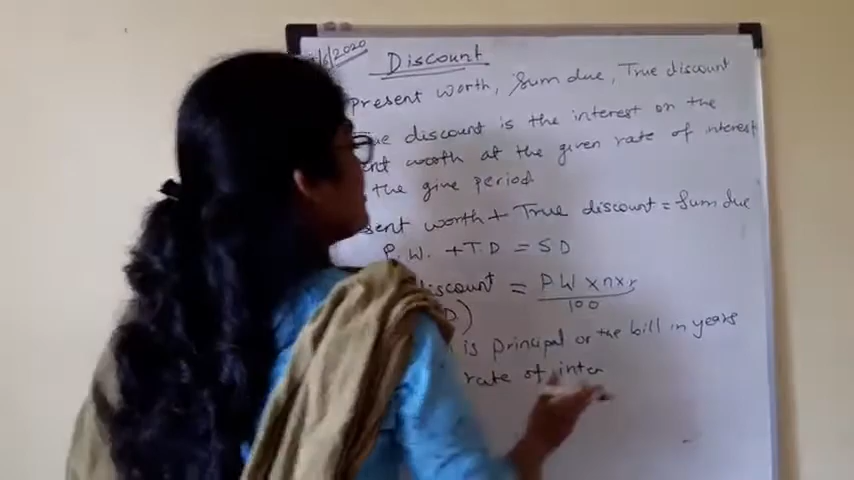 /6/2020
Discount
present worth, Sum due, True discount
ue discount is the interest on the
ent worth at the given rate of interest
the give period
sent worth + True discount = Sum due
P.W. + T.D = S D
iscount = PW x n x r / 100
D)
is principal or the bill in years
rate of inter